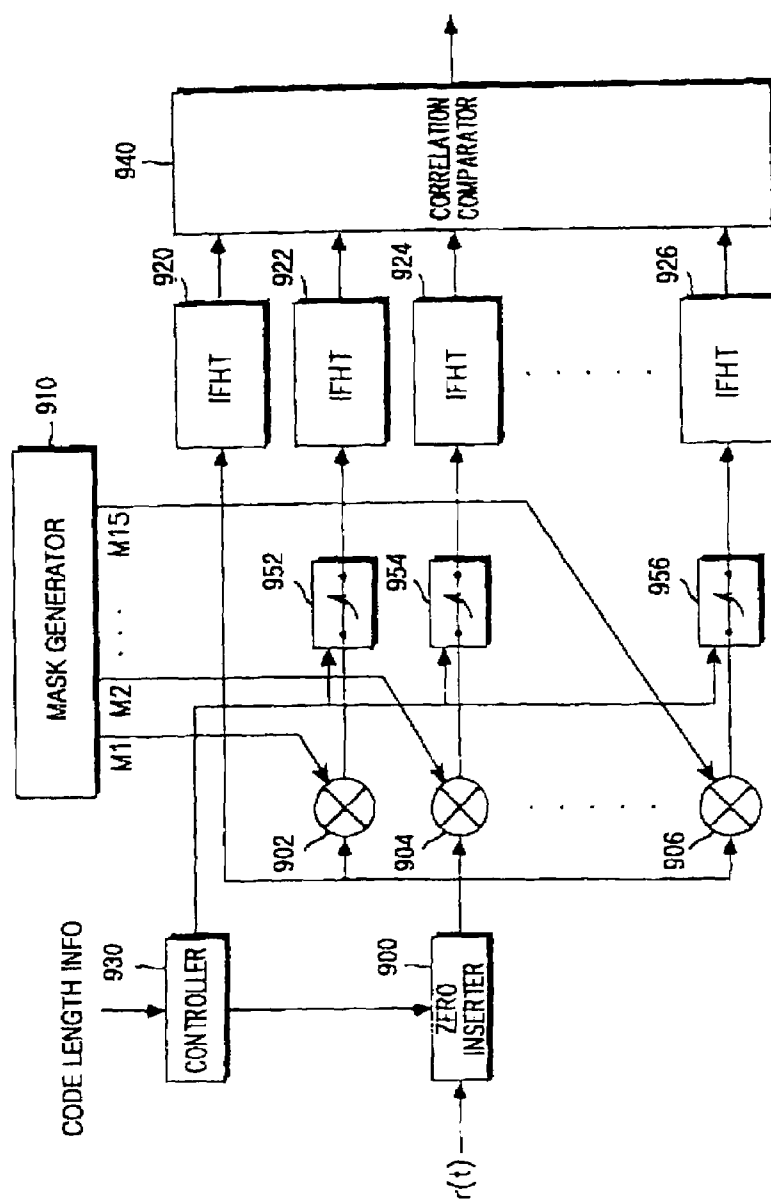 910
MASK GENERATOR
M1
M2
. . .
M15
CODE LENGTH INFO
930
CONTROLLER
900
ZERO
INSERTER
r(t)
902
904
906
952
954
956
920
IFHT
922
IFHT
924
IFHT
926
IFHT
940
CORRELATION
COMPARATOR